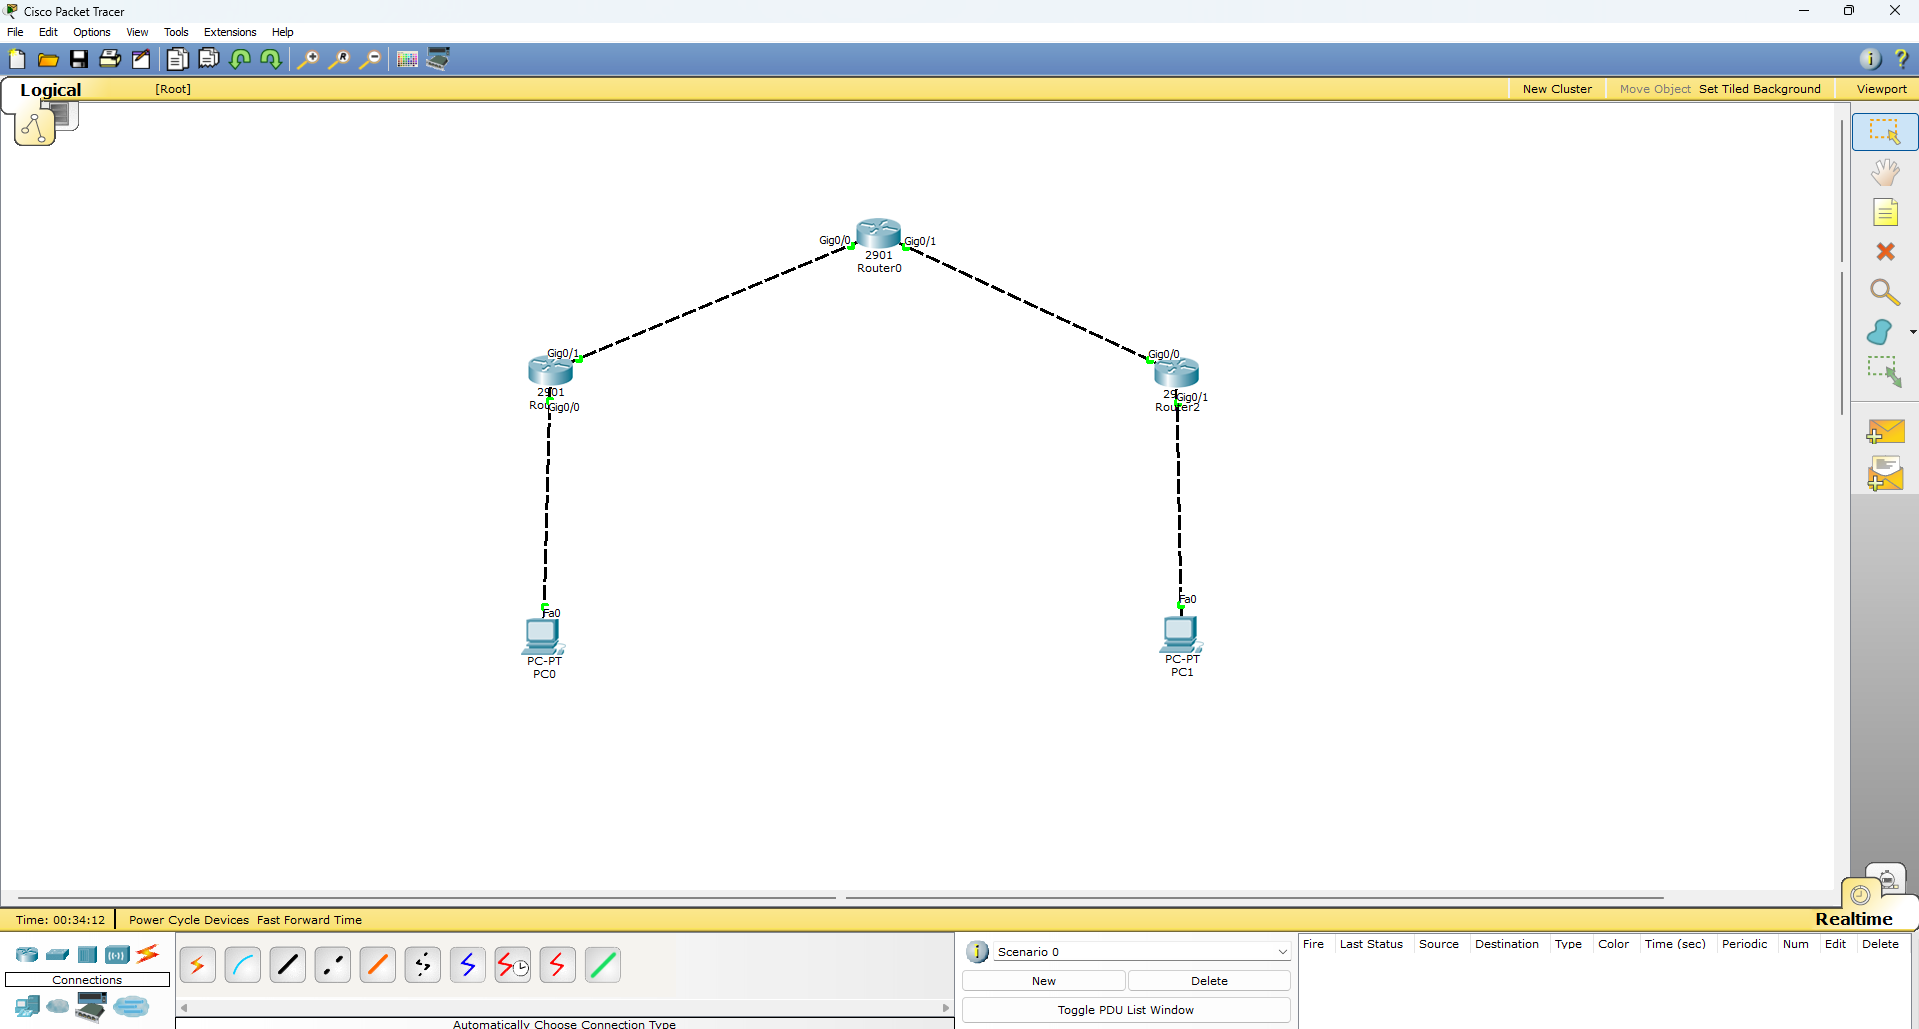 Cisco Packet Tracer
File Edit Options View Tools Extensions Help
Logical [Root] New Cluster Move Object Set Tiled Background Viewport
Gig0/0 Gig0/1
2901
Router0
Gig0/1
2901
Gig0/0
Gig0/0
Gig0/1
Router2
Fa0
PC-PT
PC0
Fa0
PC-PT
PC1
Time: 00:34:12 Power Cycle Devices Fast Forward Time
Realtime
Connections
Automatically Choose Connection Type
Scenario 0
New Delete
Toggle PDU List Window
Fire Last Status Source Destination Type Color Time (sec) Periodic Num Edit Delete